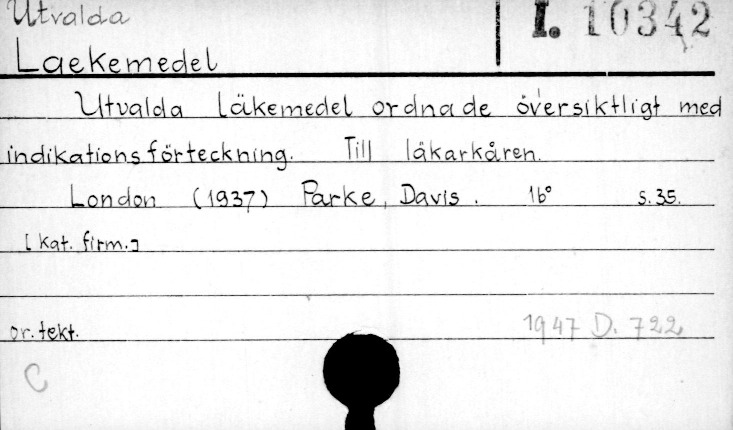 Utvalda
I. 10342
Laekemedel
Utvalda läkemedel ordnade översiktligt med
indikationsförteckning. Till läkarkåren.
London (1937) Parke, Davis. 16° s. 35.
[kat. firm.]
or. tekt.
1947 D. 722
C